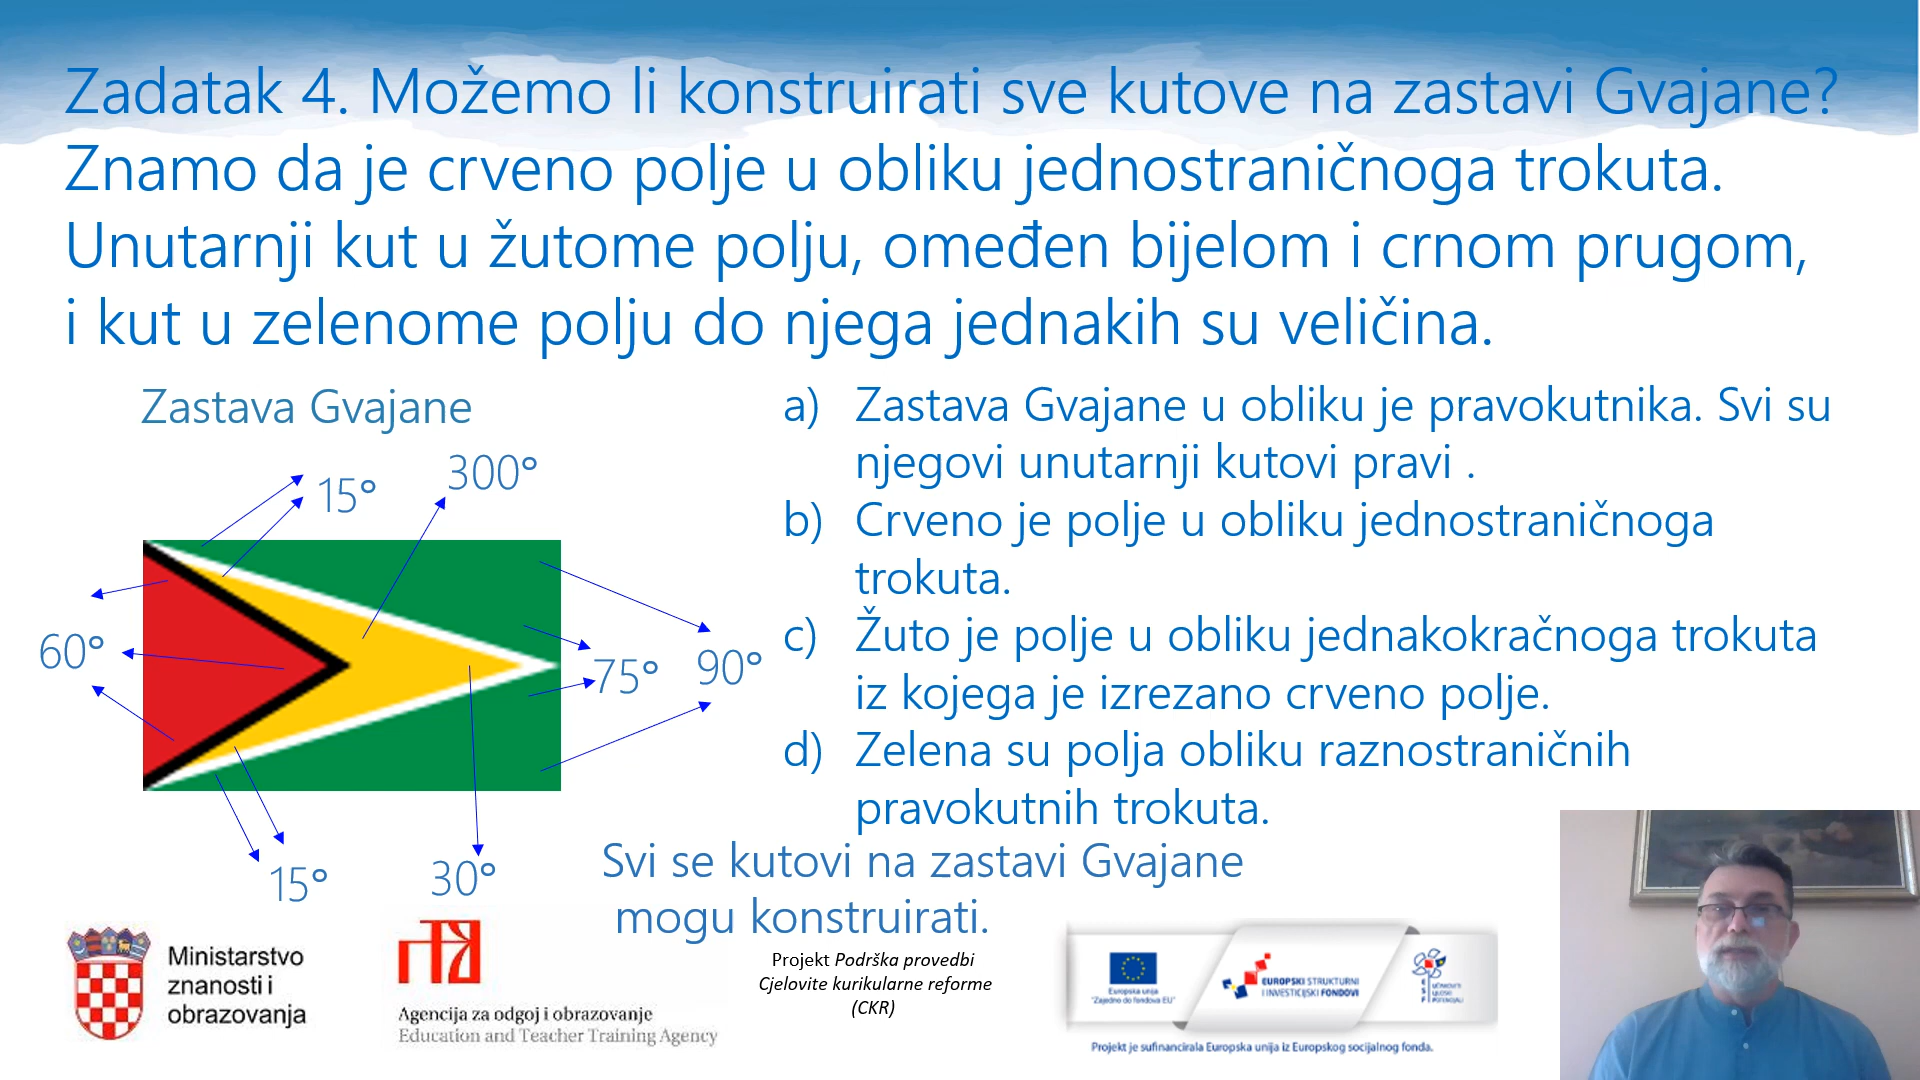 Zadatak 4. Možemo li konstruirati sve kutove na zastavi Gvajane?
Znamo da je crveno polje u obliku jednostraničnoga trokuta.
Unutarnji kut u žutome polju, omeđen bijelom i crnom prugom,
i kut u zelenome polju do njega jednakih su veličina.
Zastava Gvajane
15°
300°
60°
75°
90°
15°
30°
a) Zastava Gvajane u obliku je pravokutnika. Svi su
njegovi unutarnji kutovi pravi .
b) Crveno je polje u obliku jednostraničnoga
trokuta.
c) Žuto je polje u obliku jednakokračnoga trokuta
iz kojega je izrezano crveno polje.
d) Zelena su polja obliku raznostraničnih
pravokutnih trokuta.
Svi se kutovi na zastavi Gvajane
mogu konstruirati.
Ministarstvo
znanosti i
obrazovanja
Agencija za odgoj i obrazovanje
Education and Teacher Training Agency
Projekt Podrška provedbi
Cjelovite kurikularne reforme
(CKR)
Europska unija
"Zajedno do fondova EU"
EUROPSKI STRUKTURNI
I INVESTICIJSKI FONDOVI
Projekt je sufinancirala Europska unija iz Europskog socijalnog fonda.